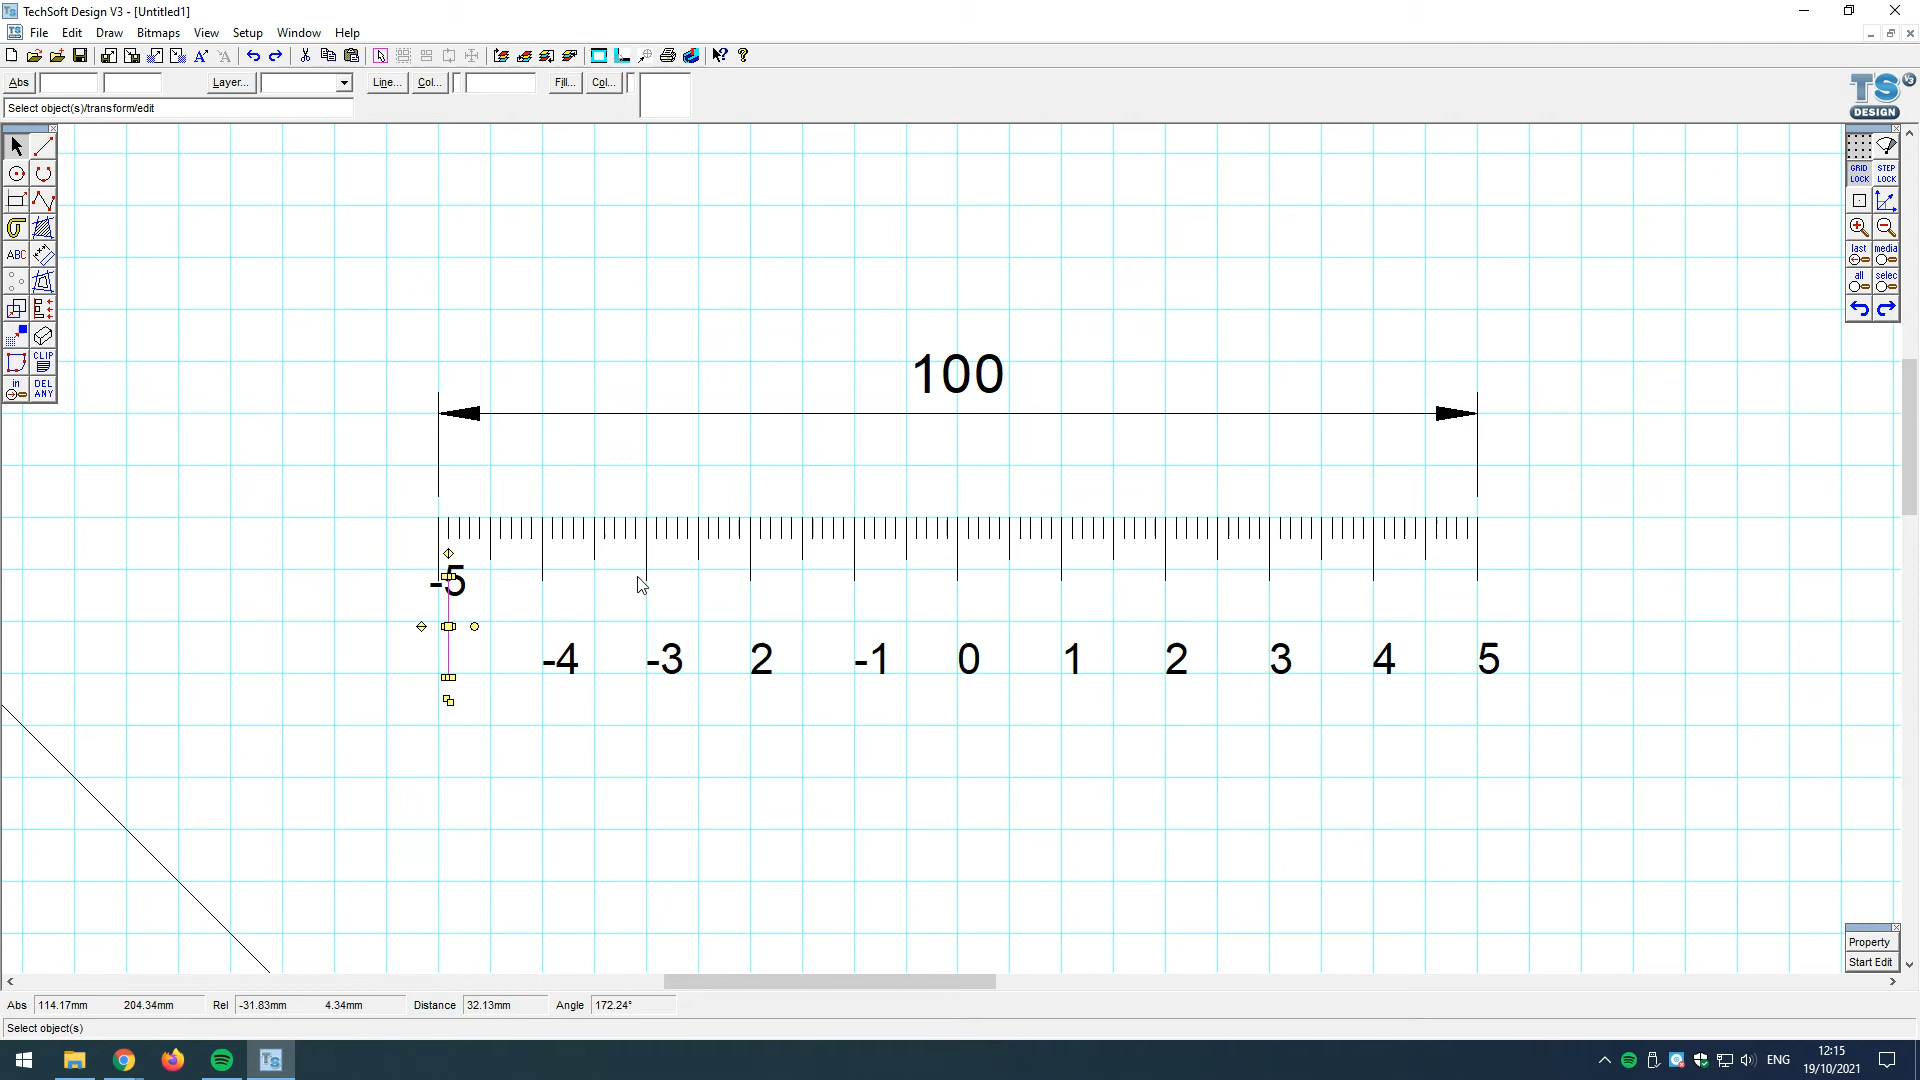 TechSoft Design V3 - [Untitled1]
File Edit Draw Bitmaps View Setup Window Help
Abs Layer... Line... Col... Fill... Col...
Select object(s)/transform/edit
TS V3
DESIGN
GRID LOCK STEP LOCK
last media
all selec
ABC
CLIP
in DEL ANY
100
-5
-4 -3 2 -1 0 1 2 3 4 5
Property
Start Edit
Abs 114.17mm 204.34mm Rel -31.83mm 4.34mm Distance 32.13mm Angle 172.24°
Select object(s)
Ts ENG 12:15
19/10/2021